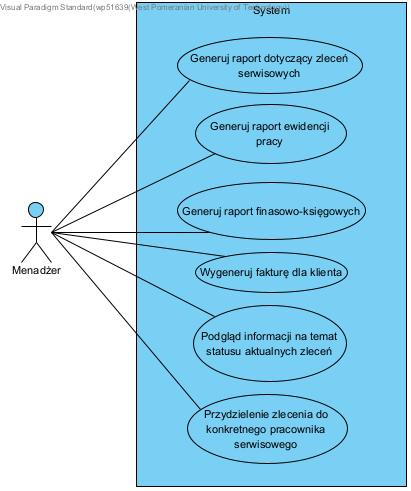 Visual Paradigm Standard(wp51639(West Pomeranian University of
System
Generuj raport dotyczący zleceń
serwisowych
Generuj raport ewidencji
pracy
Generuj raport finasowo-księgowych
Menadżer
Wygeneruj fakturę dla klienta
Podgląd informacji na temat
statusu aktualnych zleceń
Przydzielenie zlecenia do
konkretnego pracownika
serwisowego